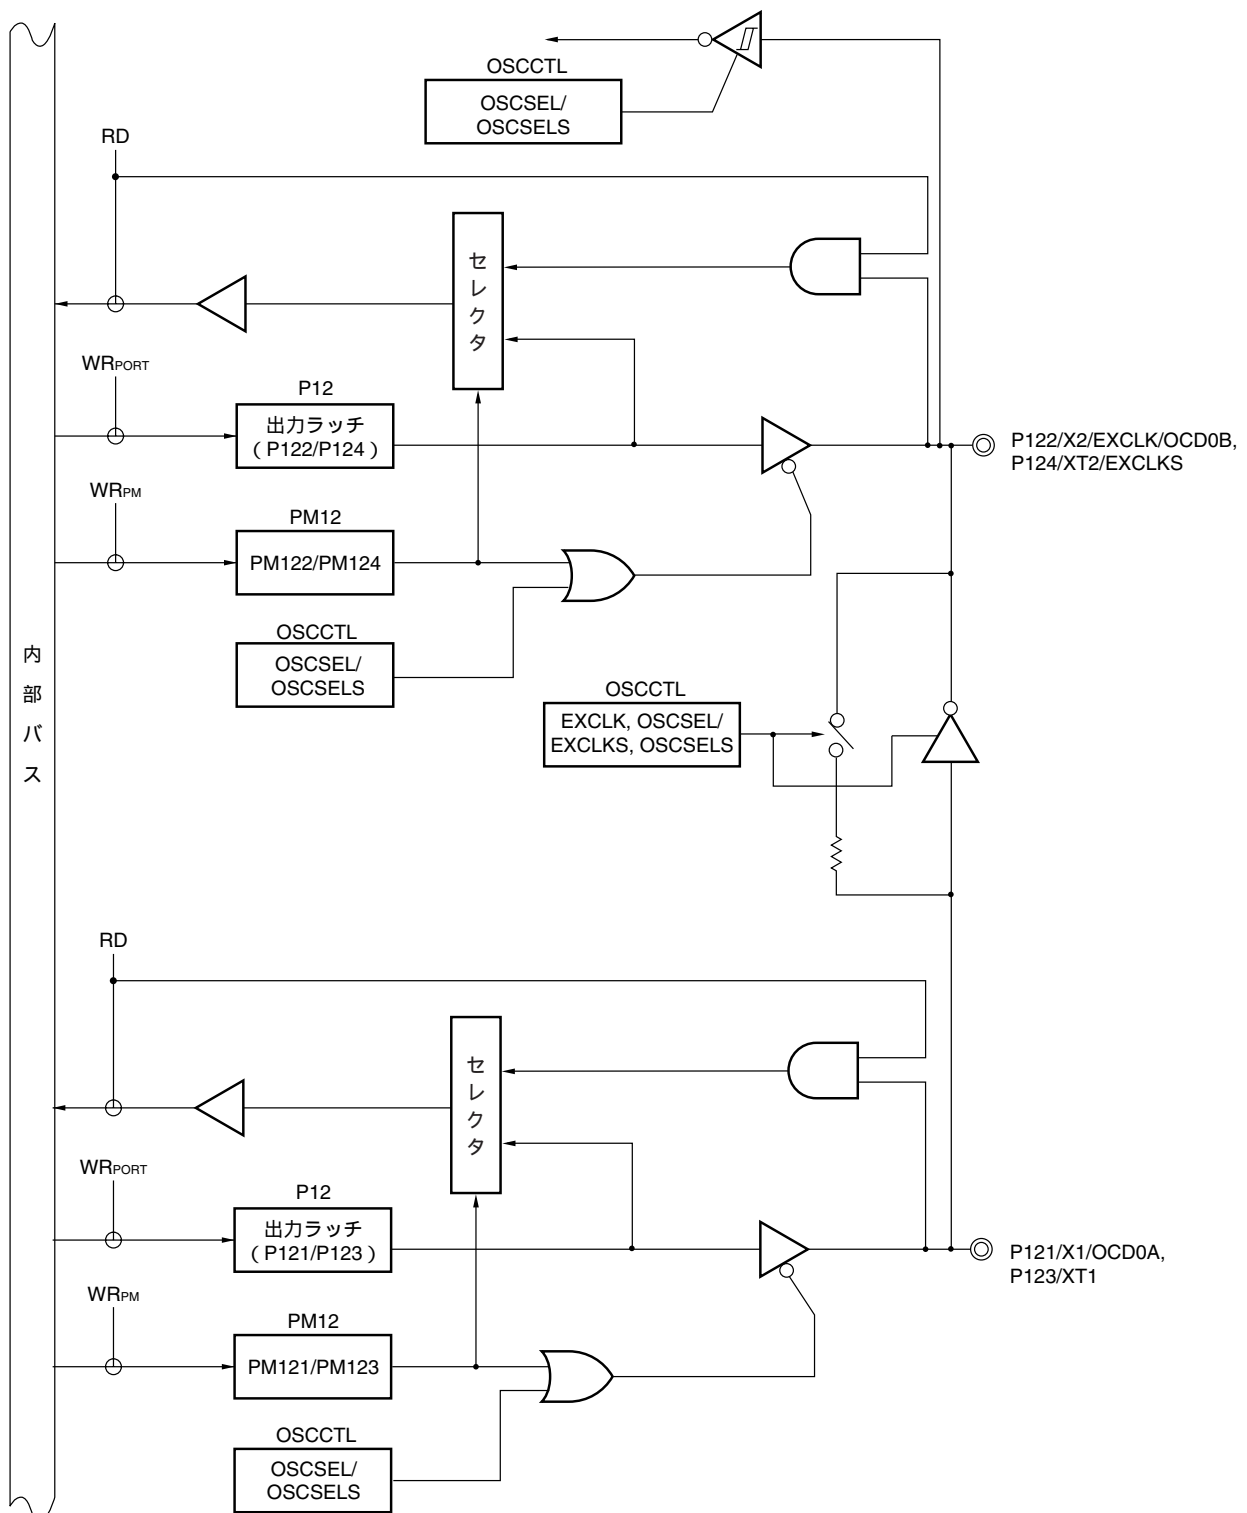 OSCCTL
OSCSEL/
OSCSELS
RD
セレクタ
WRPORT
P12
出力ラッチ
( P122/P124 )
P122/X2/EXCLK/OCD0B,
P124/XT2/EXCLKS
WRPM
PM12
PM122/PM124
OSCCTL
OSCSEL/
OSCSELS
内部バス
OSCCTL
EXCLK, OSCSEL/
EXCLKS, OSCSELS
RD
セレクタ
WRPORT
P12
出力ラッチ
( P121/P123 )
P121/X1/OCD0A,
P123/XT1
WRPM
PM12
PM121/PM123
OSCCTL
OSCSEL/
OSCSELS